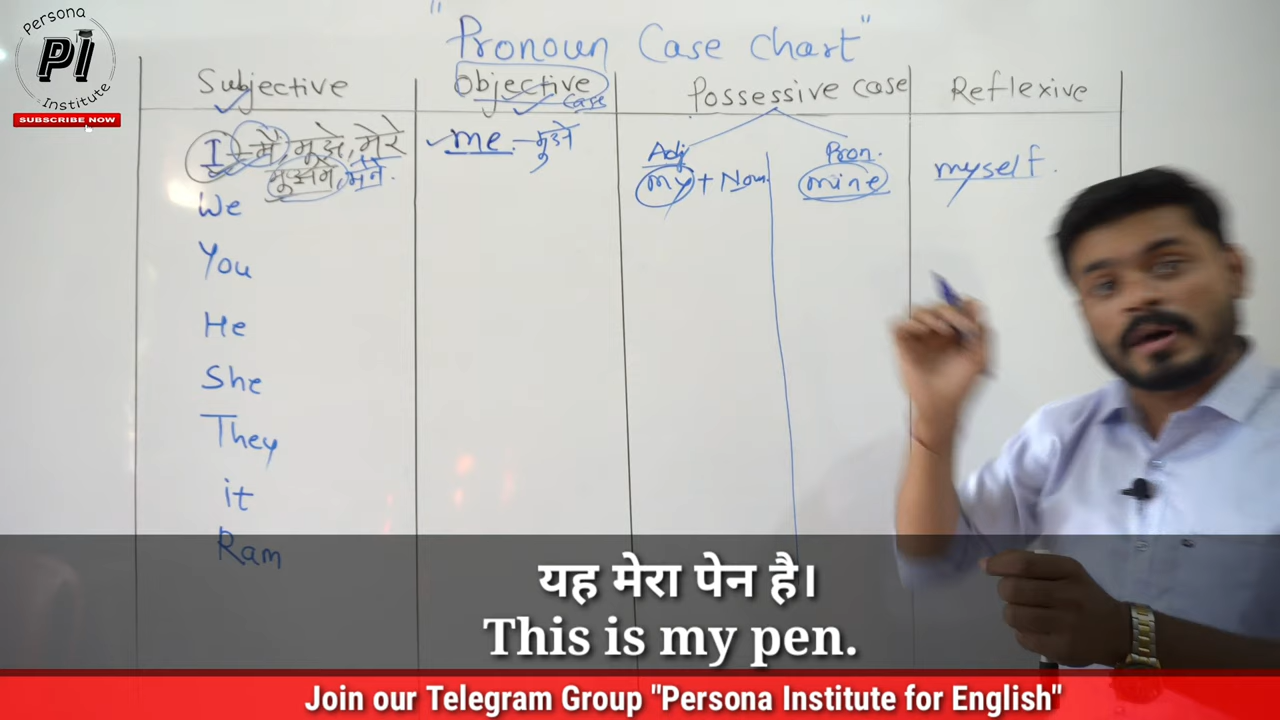 Persona
PI
Institute
SUBSCRIBE NOW
"Pronoun Case Chart"
Subjective Objective Case Possessive case Reflexive
I - मैं, मुझे, मेरे me - मुझे Adj Pron.
मैंने. my + Noun mine myself.
We
You
He
She
They
it
Ram
यह मेरा पेन है।
This is my pen.
Join our Telegram Group "Persona Institute for English"